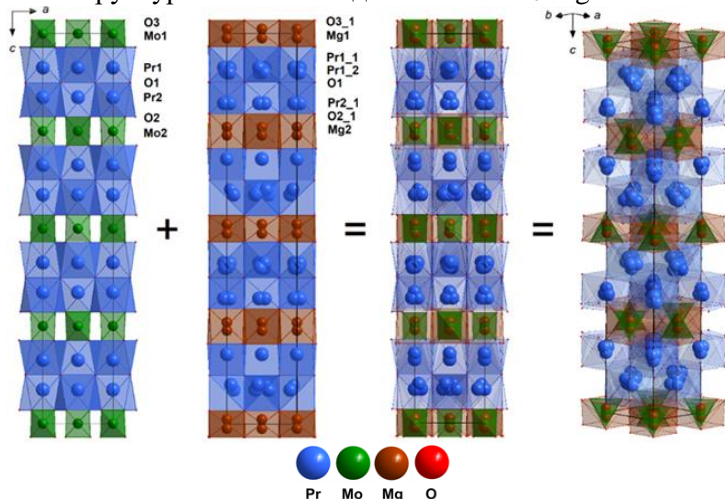 a
c
O3
Mo1
Pr1
O1
Pr2
O2
Mo2
+
O3_1
Mg1
Pr1_1
Pr1_2
O1
Pr2_1
O2_1
Mg2
=
=
b
a
c
Pr Mo Mg O